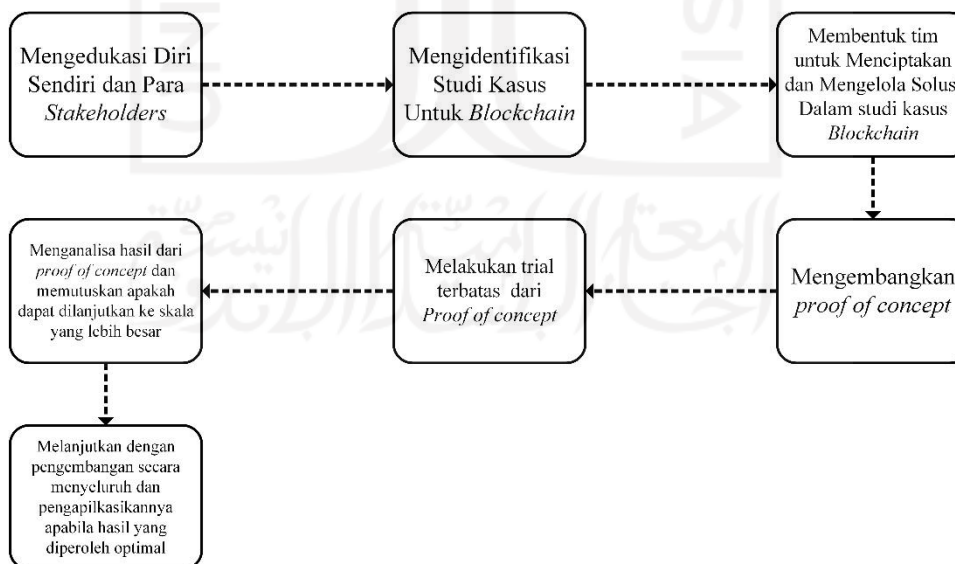 Mengedukasi Diri
Sendiri dan Para
Stakeholders
Mengidentifikasi
Studi Kasus
Untuk Blockchain
Membentuk tim
untuk Menciptakan
dan Mengelola Solus
Dalam studi kasus
Blockchain
Mengembangkan
proof of concept
Melakukan trial
terbatas dari
Proof of concept
Menganalisa hasil dari
proof of concept dan
memutuskan apakah
dapat dilanjutkan ke skala
yang lebih besar
Melanjutkan dengan
pengembangan secara
menyeluruh dan
pengapilkasikannya
apabila hasil yang
diperoleh optimal